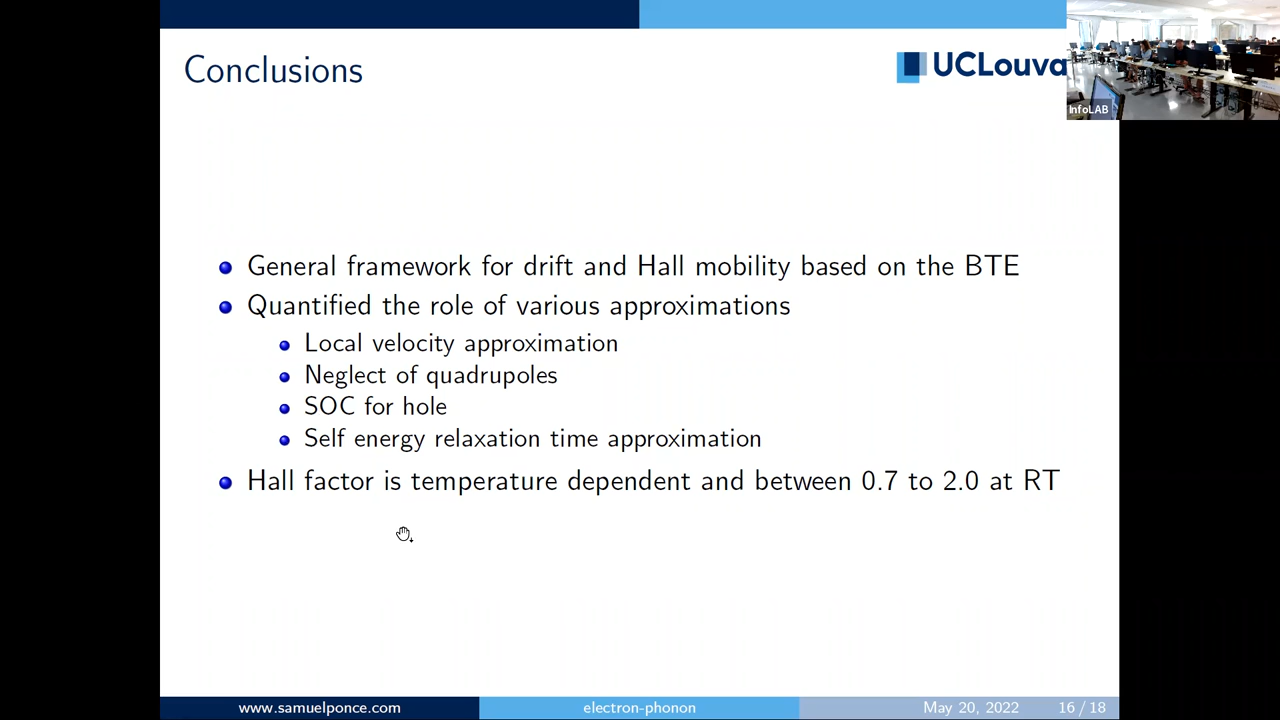 Conclusions
UCLouva
InfoLAB
General framework for drift and Hall mobility based on the BTE
Quantified the role of various approximations
Local velocity approximation
Neglect of quadrupoles
SOC for hole
Self energy relaxation time approximation
Hall factor is temperature dependent and between 0.7 to 2.0 at RT
www.samuelponce.com
electron-phonon
May 20, 2022
16 / 18